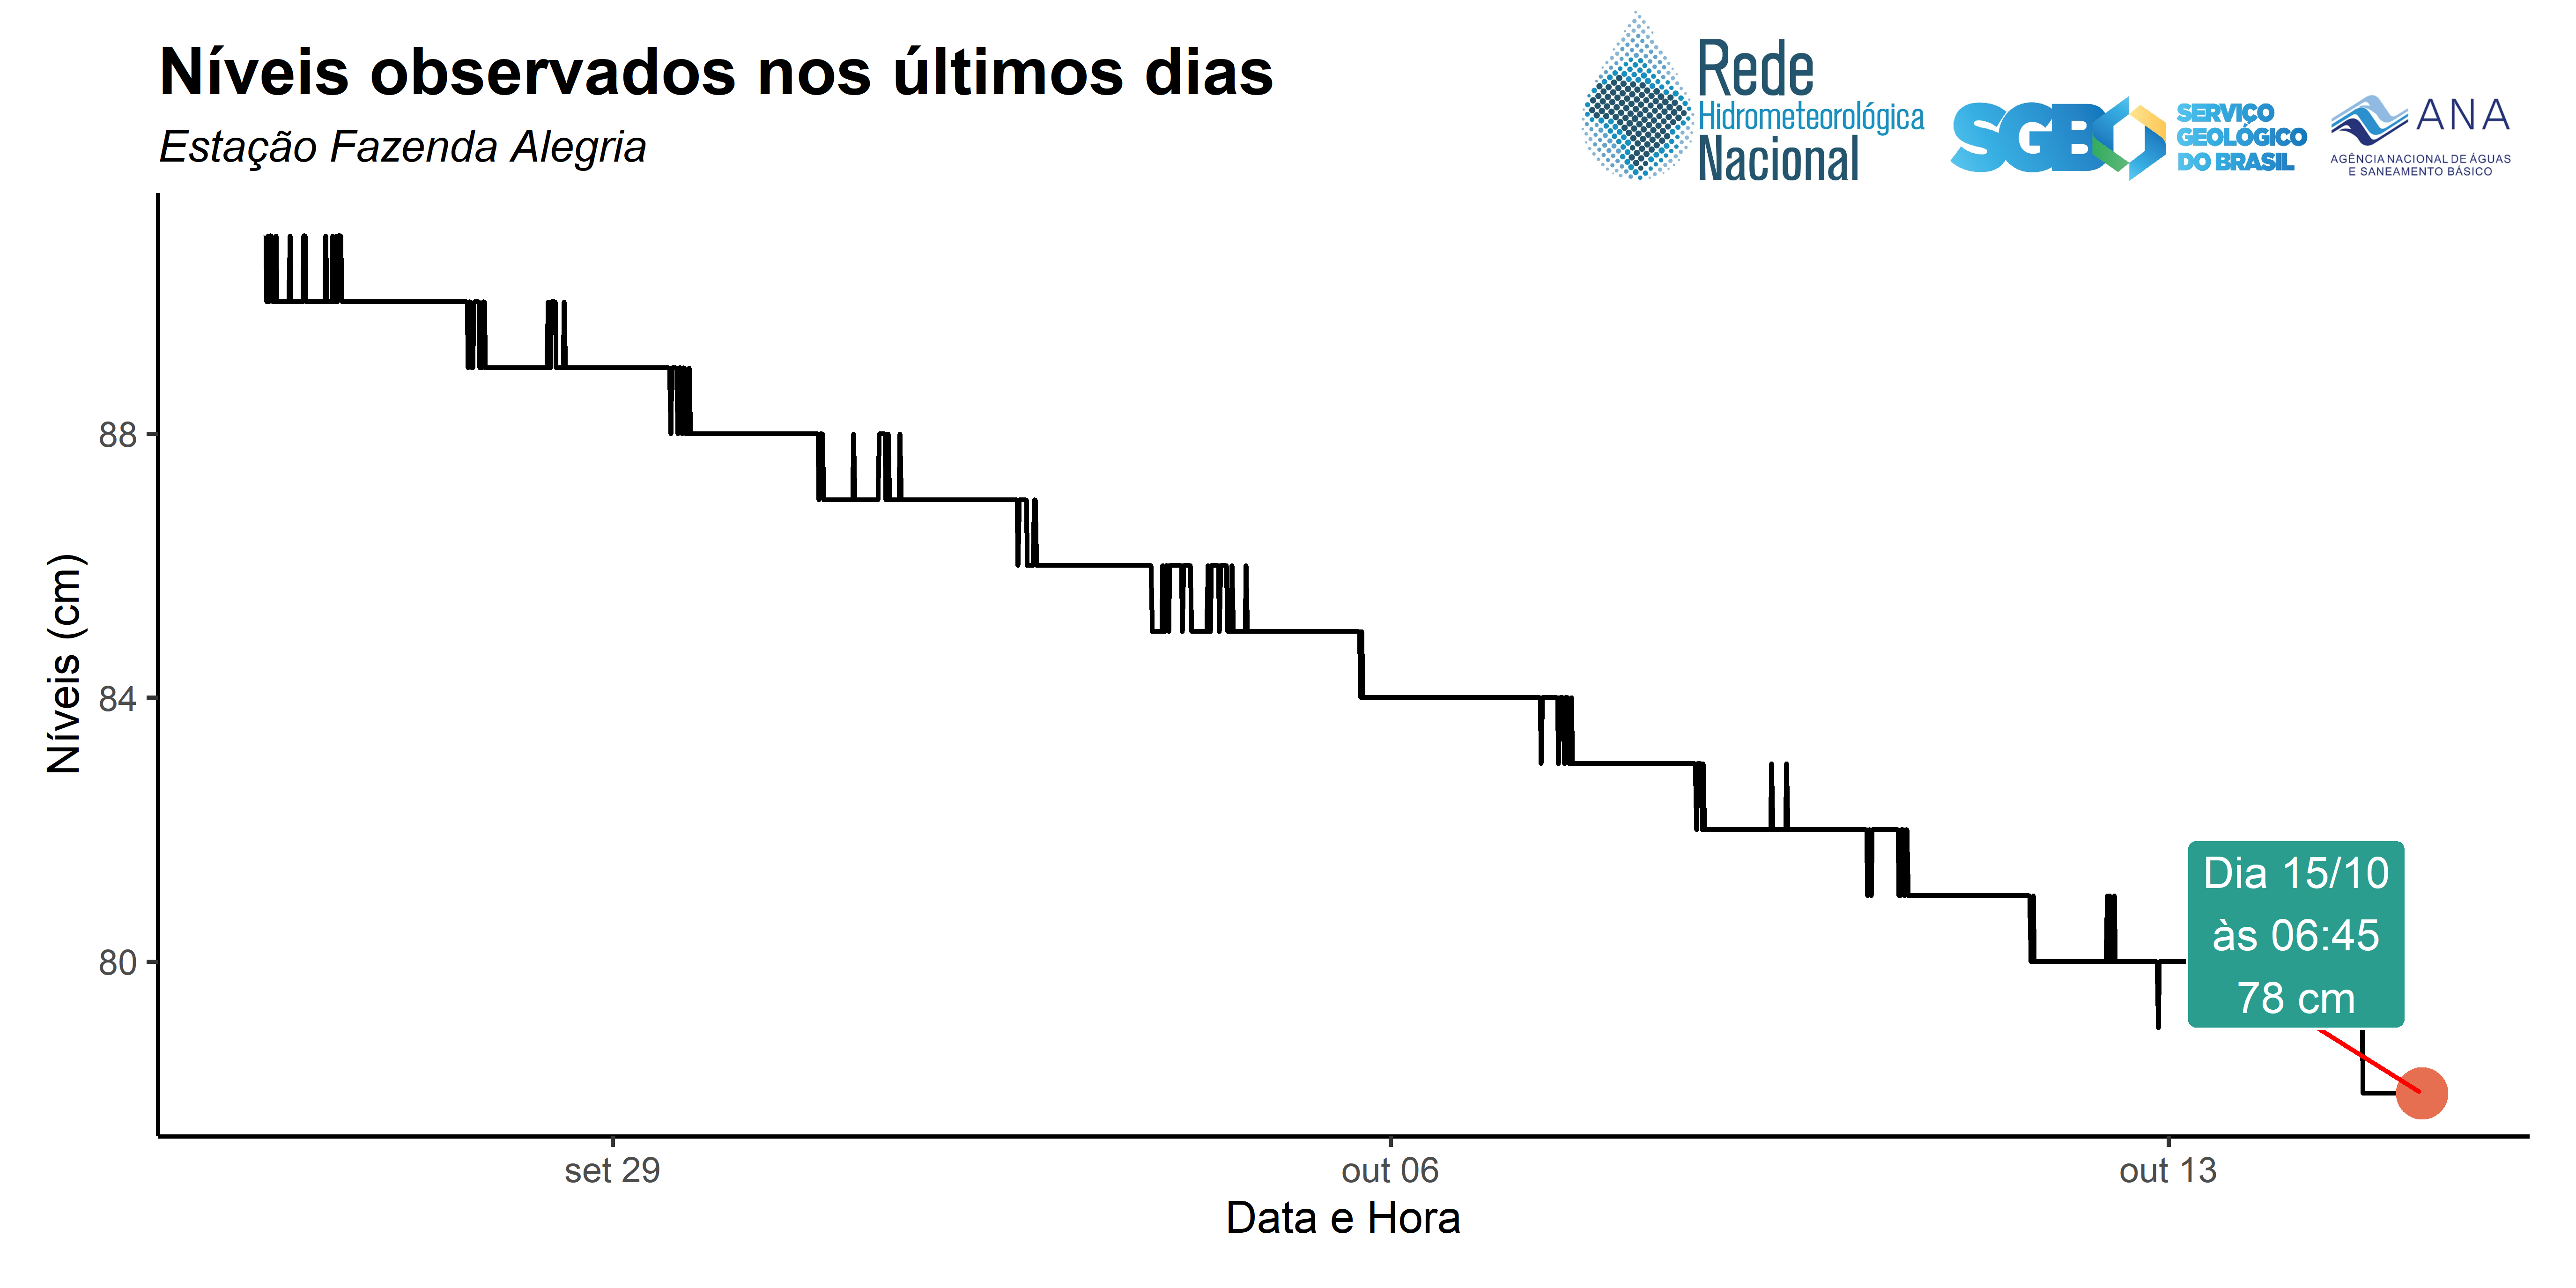 Níveis observados nos últimos dias
Estação Fazenda Alegria
Rede
Hidrometeorológica
Nacional
SGB
SERVIÇO
GEOLÓGICO
DO BRASIL
ANA
AGÊNCIA NACIONAL DE ÁGUAS
E SANEAMENTO BÁSICO
Níveis (cm)
88
84
80
Dia 15/10
às 06:45
78 cm
set 29
out 06
out 13
Data e Hora